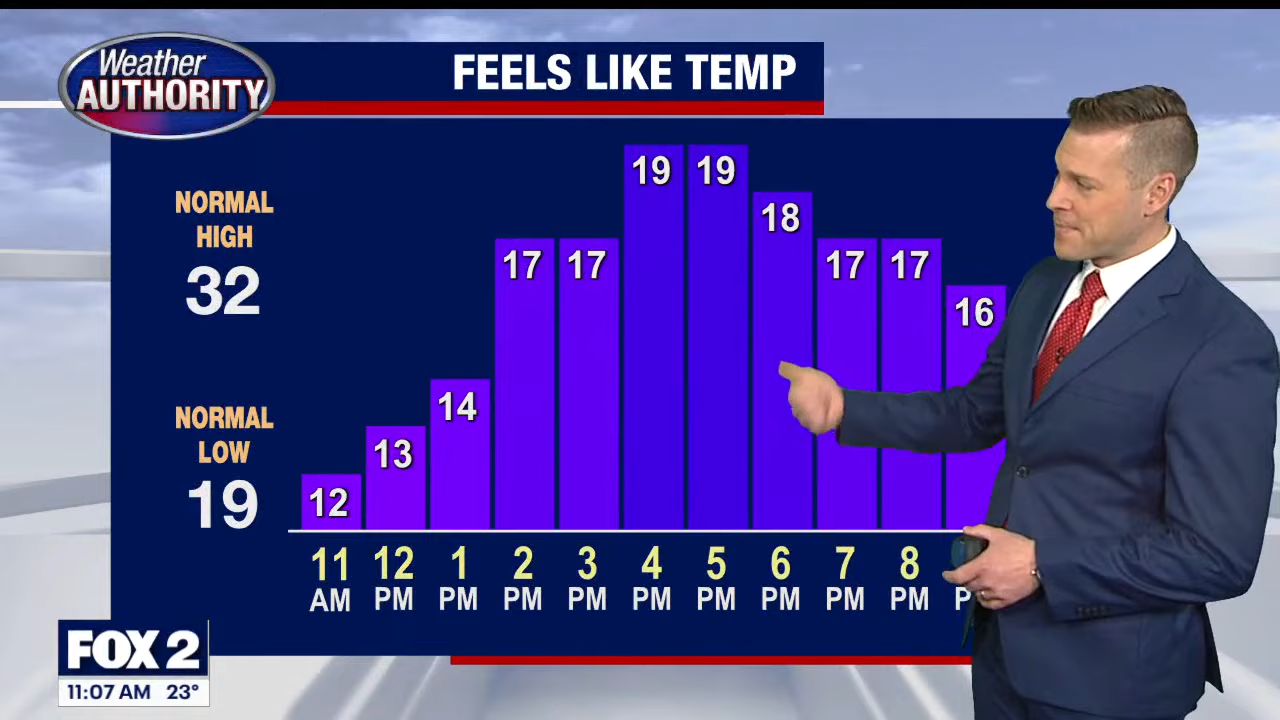 Weather
AUTHORITY
FEELS LIKE TEMP
NORMAL
HIGH
32
NORMAL
LOW
19
12 13 14 17 17 19 19 18 17 17 16
11 12 1 2 3 4 5 6 7 8
AM PM PM PM PM PM PM PM PM PM P
FOX 2
11:07 AM 23°